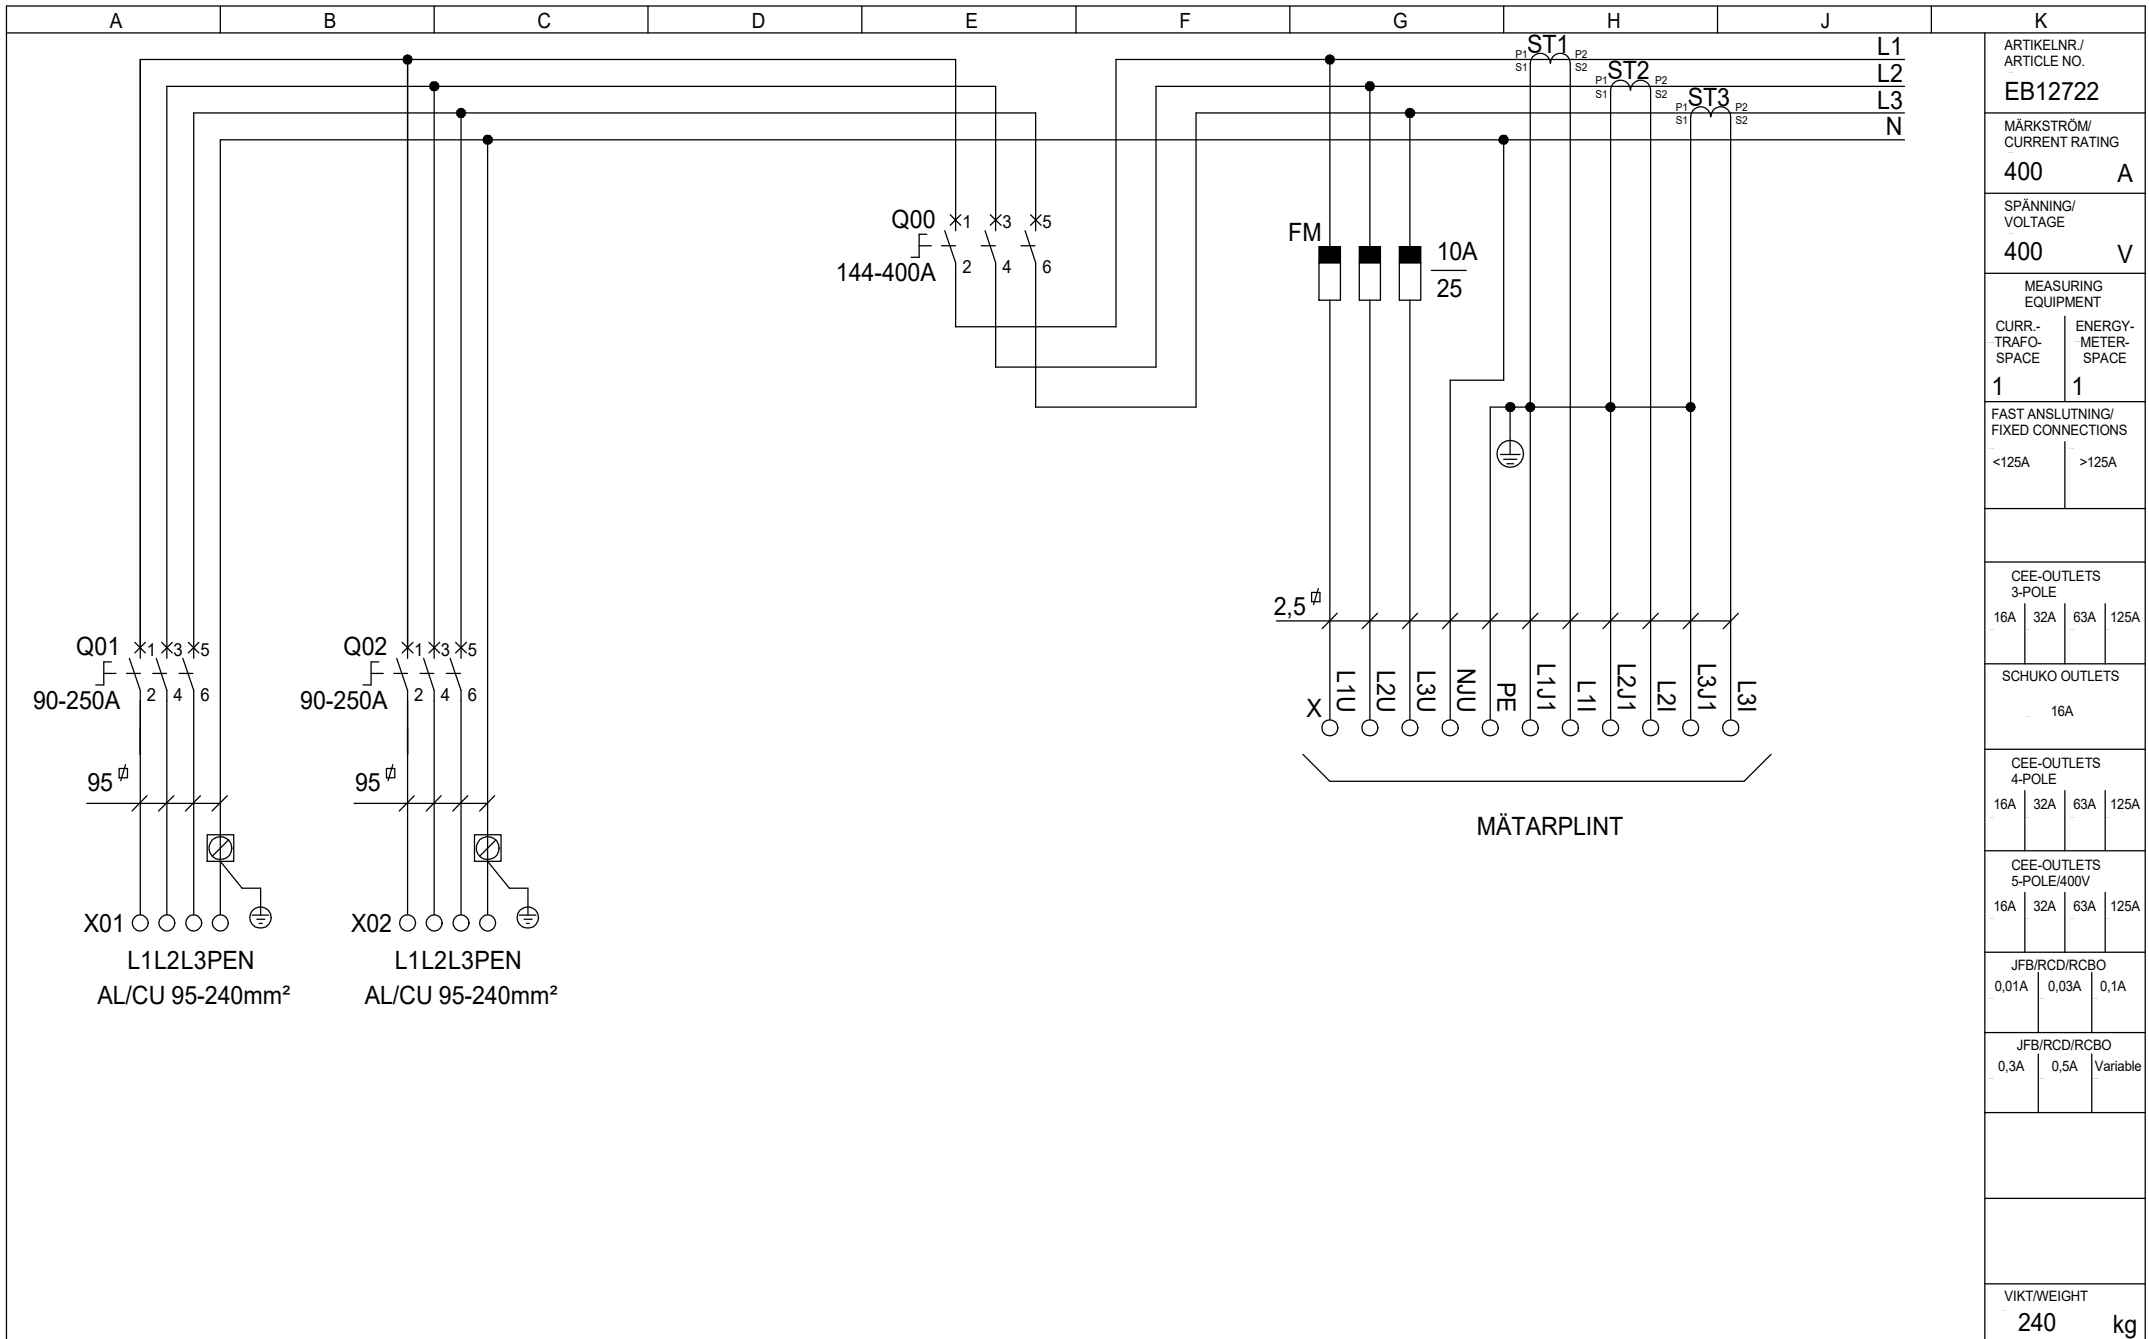 A B C D E F G H J K
ST1 L1
P1 P2
S1 S2
ST2 L2
P1 P2
S1 S2
ST3 L3
P1 P2
S1 S2
N
Q00 1 3 5
144-400A 2 4 6
FM 10A
25
Q01 1 3 5
90-250A 2 4 6
Q02 1 3 5
90-250A 2 4 6
2,5
X L1U L2U L3U NJU PE L1J1 L1I L2J1 L2I L3J1 L3I
MÄTARPLINT
95
95
X01
X02
L1L2L3PEN
AL/CU 95-240mm²
L1L2L3PEN
AL/CU 95-240mm²
ARTIKELNR./
ARTICLE NO.
EB12722
MÄRKSTRÖM/
CURRENT RATING
400 A
SPÄNNING/
VOLTAGE
400 V
MEASURING
EQUIPMENT
CURR.-
TRAFO-
SPACE
1
ENERGY-
METER-
SPACE
1
FAST ANSLUTNING/
FIXED CONNECTIONS
<125A >125A
CEE-OUTLETS
3-POLE
16A 32A 63A 125A
SCHUKO OUTLETS
16A
CEE-OUTLETS
4-POLE
16A 32A 63A 125A
CEE-OUTLETS
5-POLE/400V
16A 32A 63A 125A
JFB/RCD/RCBO
0,01A 0,03A 0,1A
JFB/RCD/RCBO
0,3A 0,5A Variable
VIKT/WEIGHT
240 kg